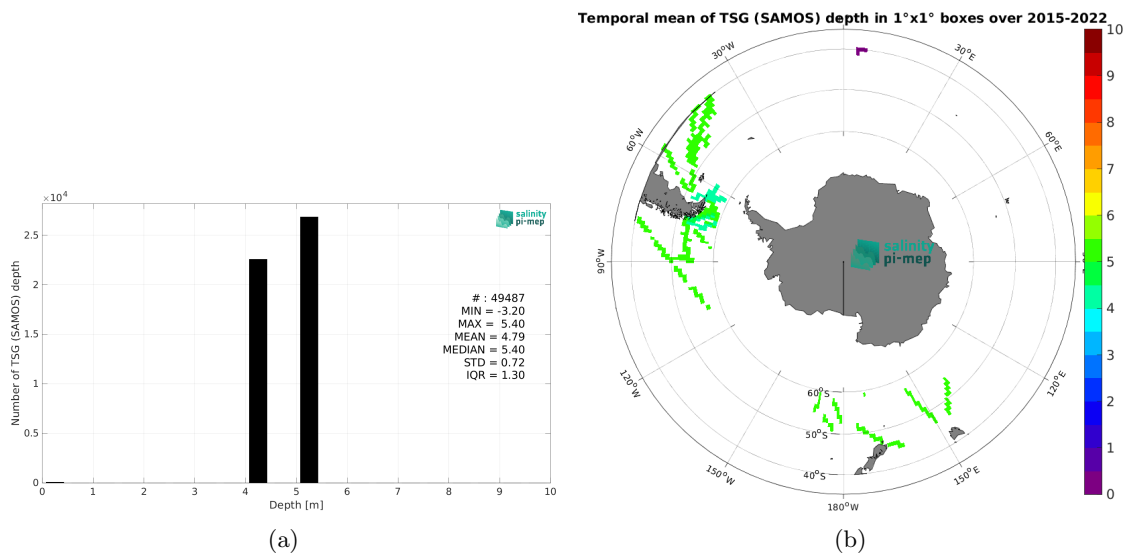 Temporal mean of TSG (SAMOS) depth in 1°x1° boxes over 2015-2022
×10⁴
2.5
2
1.5
1
0.5
0
0 1 2 3 4 5 6 7 8 9 10
Number of TSG (SAMOS) depth
Depth [m]
salinity
pi-mep
# : 49487
MIN = -3.20
MAX = 5.40
MEAN = 4.79
MEDIAN = 5.40
STD = 0.72
IQR = 1.30
(a)
30°W
30°E
60°W
60°E
90°W
120°W
120°E
150°W
150°E
180°W
60°S
50°S
40°S
salinity
pi-mep
10
9
8
7
6
5
4
3
2
1
0
(b)